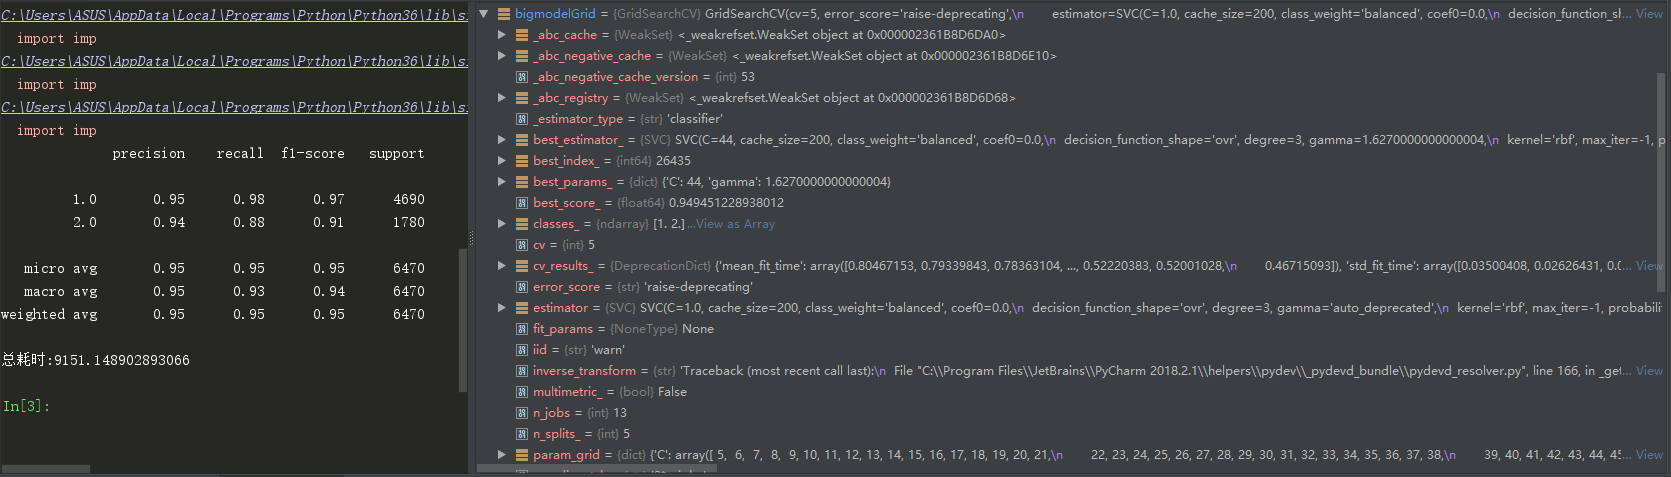 C:\Users\ASUS\AppData\Local\Programs\Python\Python36\lib\si
import imp
C:\Users\ASUS\AppData\Local\Programs\Python\Python36\lib\si
import imp
C:\Users\ASUS\AppData\Local\Programs\Python\Python36\lib\si
import imp
precision recall f1-score support
1.0 0.95 0.98 0.97 4690
2.0 0.94 0.88 0.91 1780
micro avg 0.95 0.95 0.95 6470
macro avg 0.95 0.93 0.94 6470
weighted avg 0.95 0.95 0.95 6470
总耗时:9151.148902893066
In[3]:
bigmodelGrid = {GridSearchCV} GridSearchCV(cv=5, error_score='raise-deprecating',\n estimator=SVC(C=1.0, cache_size=200, class_weight='balanced', coef0=0.0,\n decision_function_sl... View
_abc_cache = {WeakSet} <_weakrefset.WeakSet object at 0x000002361B8D6DA0>
_abc_negative_cache = {WeakSet} <_weakrefset.WeakSet object at 0x000002361B8D6E10>
_abc_negative_cache_version = {int} 53
_abc_registry = {WeakSet} <_weakrefset.WeakSet object at 0x000002361B8D6D68>
_estimator_type = {str} 'classifier'
best_estimator_ = {SVC} SVC(C=44, cache_size=200, class_weight='balanced', coef0=0.0,\n decision_function_shape='ovr', degree=3, gamma=1.6270000000000004,\n kernel='rbf', max_iter=-1, p
best_index_ = {int64} 26435
best_params_ = {dict} {'C': 44, 'gamma': 1.6270000000000004}
best_score_ = {float64} 0.949451228938012
classes_ = {ndarray} [1. 2.]...View as Array
cv = {int} 5
cv_results_ = {DeprecationDict} {'mean_fit_time': array([0.80467153, 0.79339843, 0.78363104, ..., 0.52220383, 0.52001028,\n 0.46715093]), 'std_fit_time': array([0.03500408, 0.02626431, 0.0... View
error_score = {str} 'raise-deprecating'
estimator = {SVC} SVC(C=1.0, cache_size=200, class_weight='balanced', coef0=0.0,\n decision_function_shape='ovr', degree=3, gamma='auto_deprecated',\n kernel='rbf', max_iter=-1, probabili... View
fit_params = {NoneType} None
iid = {str} 'warn'
inverse_transform = {str} 'Traceback (most recent call last):\n File "C:\\Program Files\\JetBrains\\PyCharm 2018.2.1\\helpers\\pydev\\_pydevd_bundle\\pydevd_resolver.py", line 166, in _get... View
multimetric_ = {bool} False
n_jobs = {int} 13
n_splits_ = {int} 5
param_grid = {dict} {'C': array([ 5, 6, 7, 8, 9, 10, 11, 12, 13, 14, 15, 16, 17, 18, 19, 20, 21,\n 22, 23, 24, 25, 26, 27, 28, 29, 30, 31, 32, 33, 34, 35, 36, 37, 38,\n 39, 40, 41, 42, 43, 44, 45... View